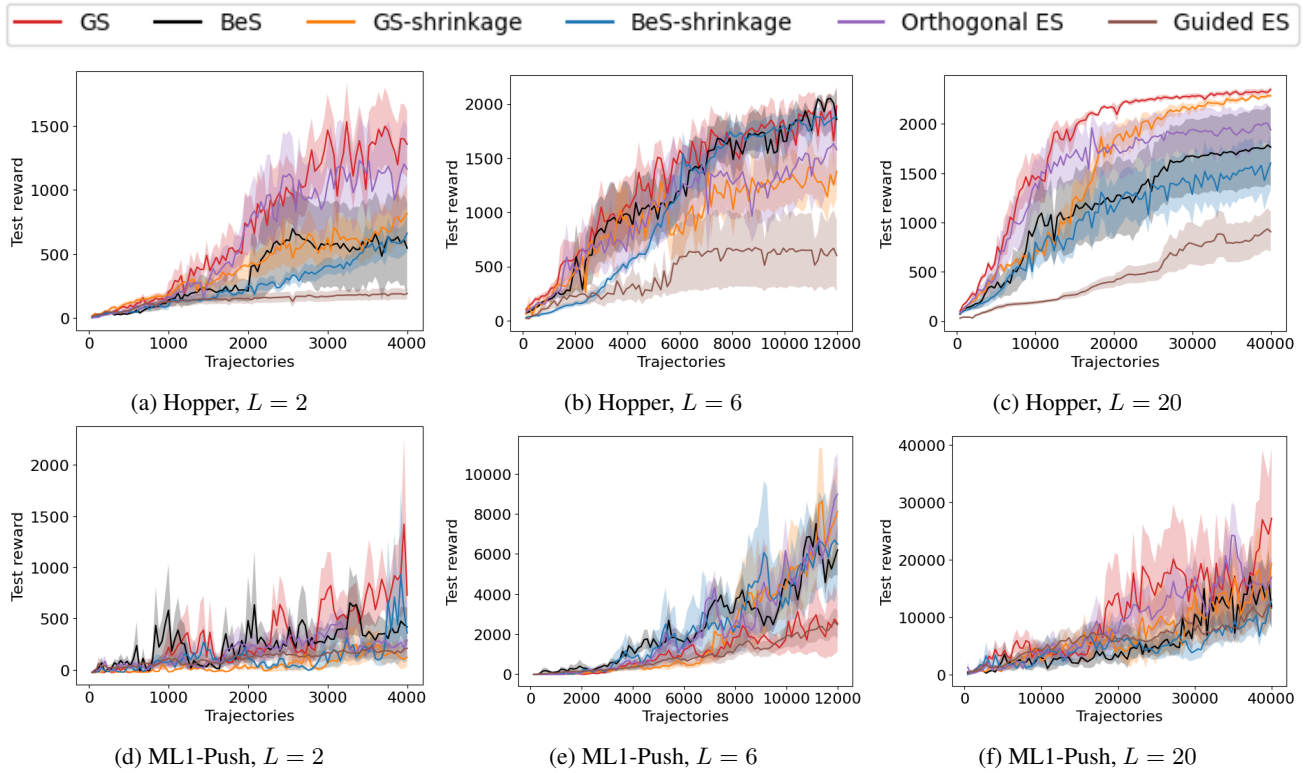 GS BeS GS-shrinkage BeS-shrinkage Orthogonal ES Guided ES
Test reward
1500
1000
500
0
0 1000 2000 3000 4000
Trajectories
(a) Hopper, L = 2
Test reward
2000
1500
1000
500
0
0 2000 4000 6000 8000 10000 12000
Trajectories
(b) Hopper, L = 6
Test reward
2000
1500
1000
500
0
0 10000 20000 30000 40000
Trajectories
(c) Hopper, L = 20
Test reward
2000
1500
1000
500
0
0 1000 2000 3000 4000
Trajectories
(d) ML1-Push, L = 2
Test reward
10000
8000
6000
4000
2000
0
0 2000 4000 6000 8000 10000 12000
Trajectories
(e) ML1-Push, L = 6
Test reward
40000
30000
20000
10000
0
0 10000 20000 30000 40000
Trajectories
(f) ML1-Push, L = 20